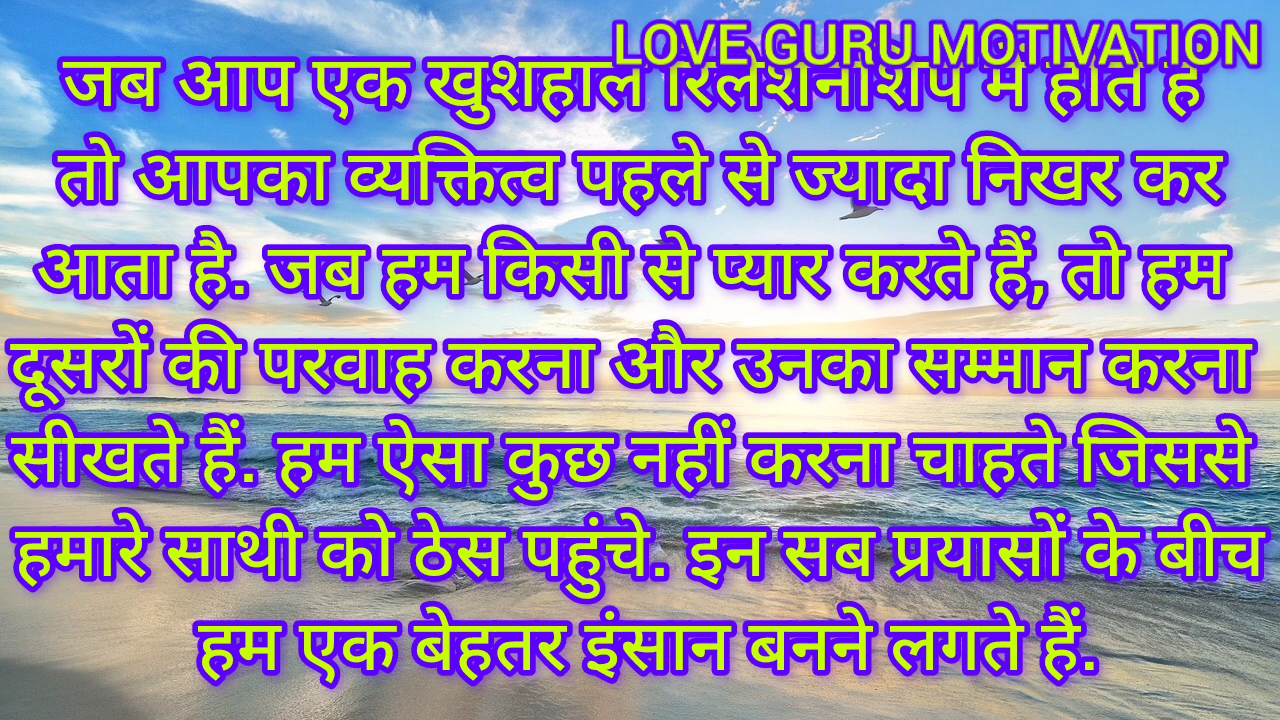 LOVE GURU MOTIVATION
जब आप एक खुशहाल रिलेशनशिप में होते हैं
तो आपका व्यक्तित्व पहले से ज्यादा निखर कर
आता है. जब हम किसी से प्यार करते हैं, तो हम
दूसरों की परवाह करना और उनका सम्मान करना
सीखते हैं. हम ऐसा कुछ नहीं करना चाहते जिससे
हमारे साथी को ठेस पहुंचे. इन सब प्रयासों के बीच
हम एक बेहतर इंसान बनने लगते हैं.